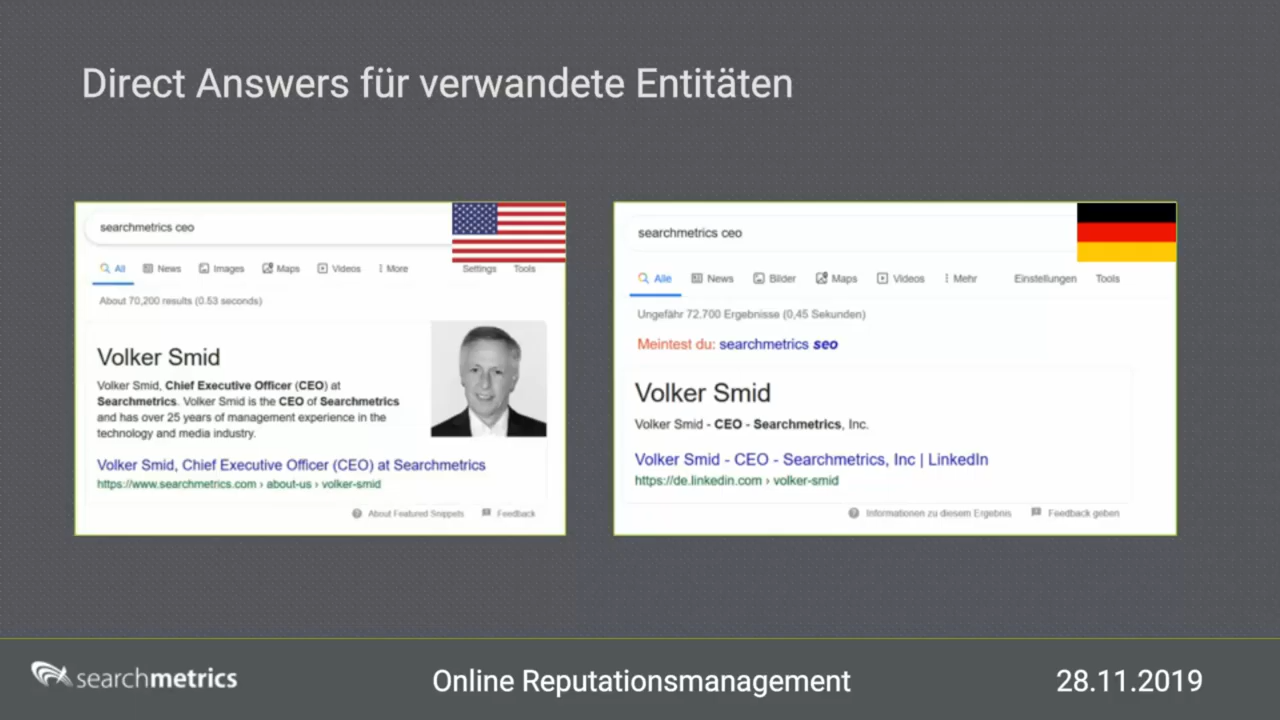 Direct Answers für verwandete Entitäten
searchmetrics ceo
All News Images Maps Videos More Settings Tools
About 70,200 results (0.53 seconds)
Volker Smid
Volker Smid, Chief Executive Officer (CEO) at
Searchmetrics. Volker Smid is the CEO of Searchmetrics
and has over 25 years of management experience in the
technology and media industry.
Volker Smid, Chief Executive Officer (CEO) at Searchmetrics
https://www.searchmetrics.com › about-us › volker-smid
About Featured Snippets Feedback
searchmetrics ceo
Alle News Bilder Maps Videos Mehr Einstellungen Tools
Ungefähr 72.700 Ergebnisse (0,45 Sekunden)
Meintest du: searchmetrics seo
Volker Smid
Volker Smid - CEO - Searchmetrics, Inc.
Volker Smid - CEO - Searchmetrics, Inc | LinkedIn
https://de.linkedin.com › volker-smid
Informationen zu diesem Ergebnis Feedback geben
searchmetrics
Online Reputationsmanagement
28.11.2019